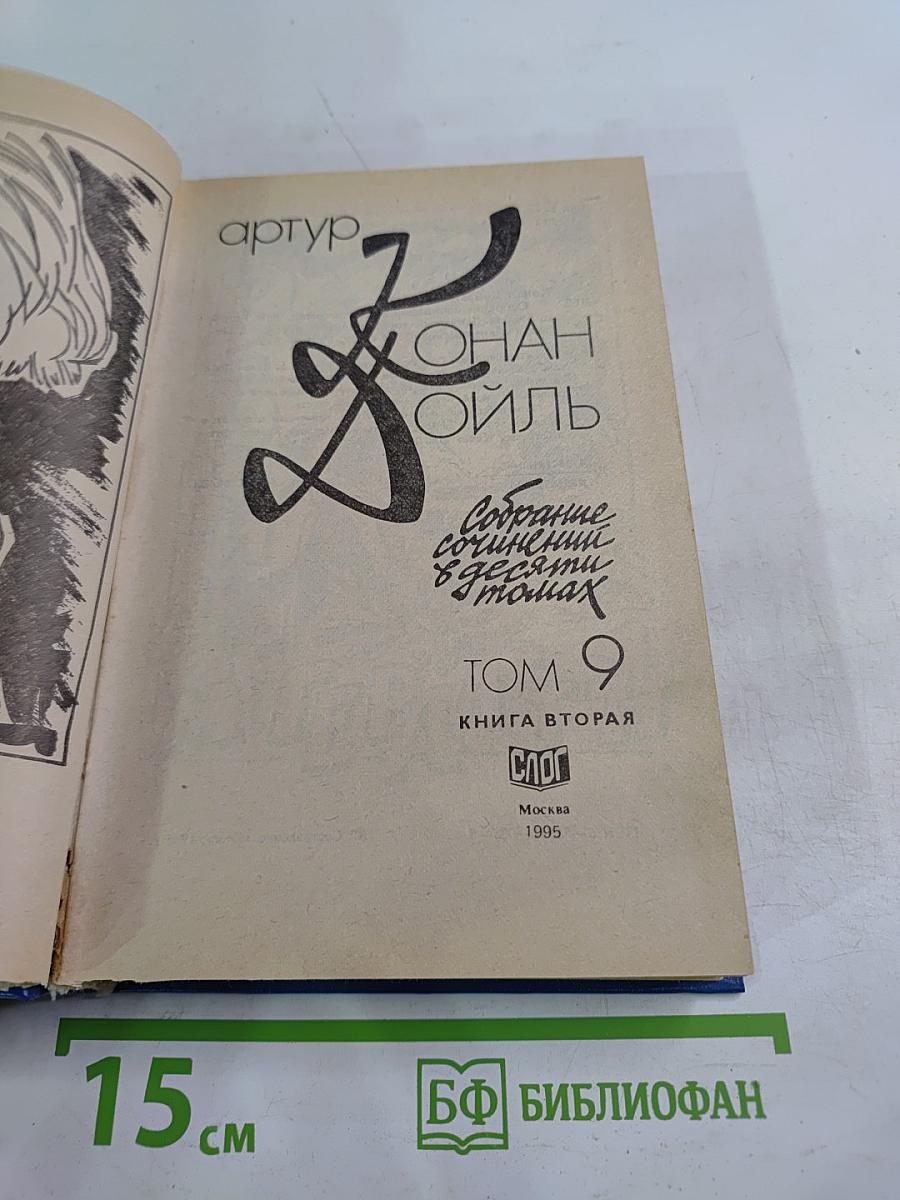 артур
КОНАН
ДОЙЛЬ
Собрание
сочинений
в десяти
томах
ТОМ 9
КНИГА ВТОРАЯ
СЛОГ
Москва
1995
15 см
БФ БИБЛИОФАН